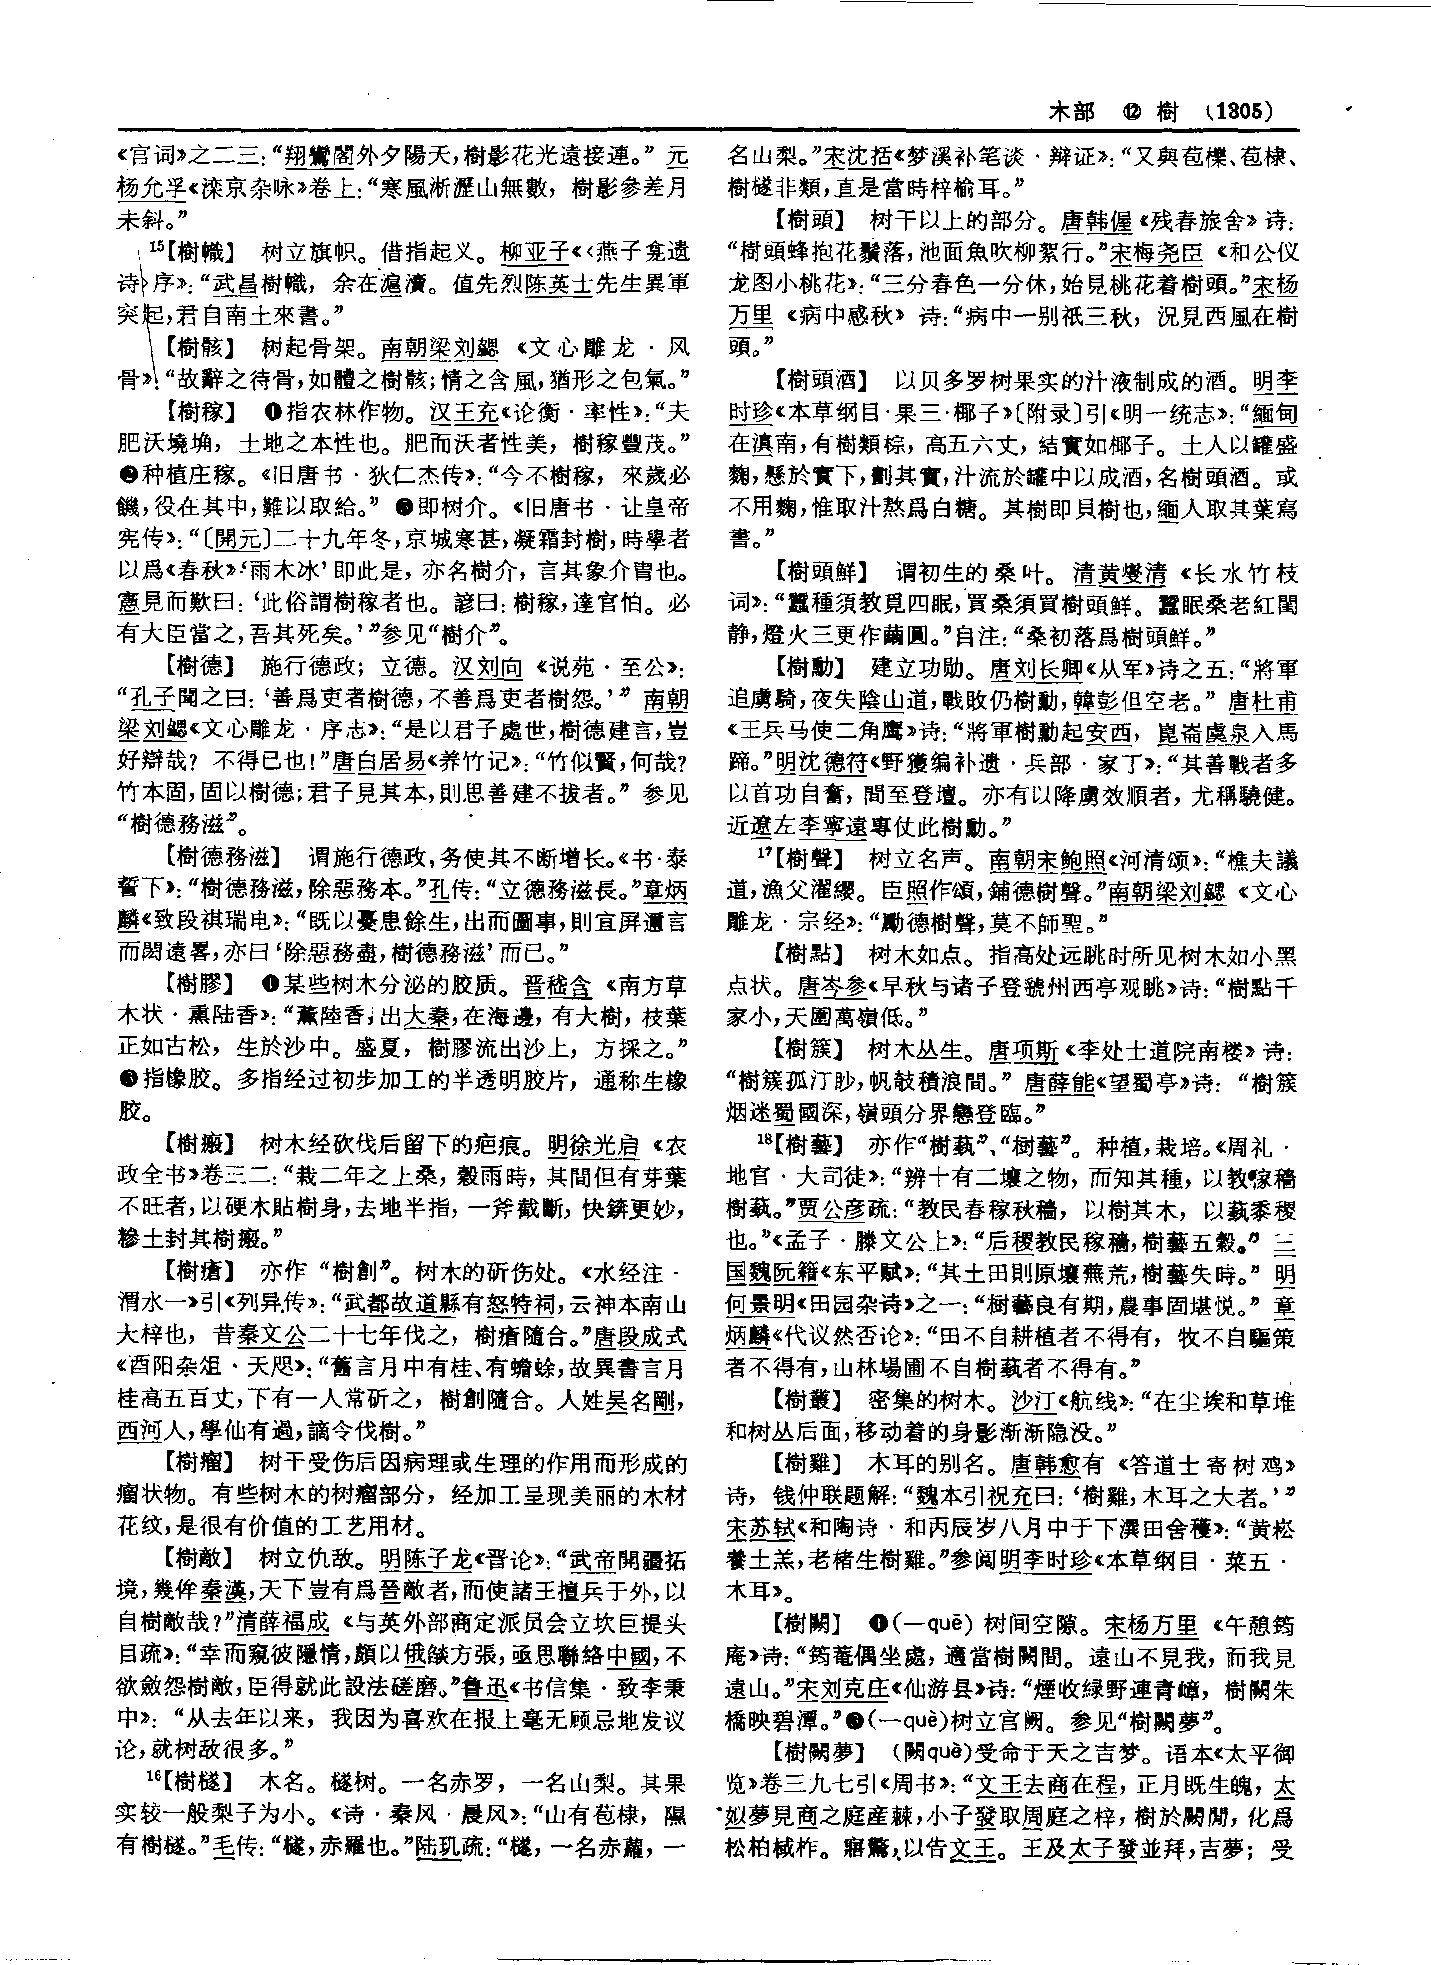 木部 ⑫ 樹 (1305)
《宫词》之二三:“翔鸞閣外夕陽天,樹影花光遠接連。” 元
杨允孚《滦京杂咏》卷上:“寒風淅瀝山無數, 樹影參差月
未斜。”
15【樹幟】 树立旗帜。借指起义。柳亚子《〈燕子龛遗
诗〉序》:“武昌樹幟, 余在滬瀆。值先烈陈英士先生異軍
突起,君自南土來書。”
【樹骸】 树起骨架。南朝梁刘勰《文心雕龙·风
骨》:“故辭之待骨,如體之樹骸;情之含風,猶形之包氣。”
【樹稼】 ❶指农林作物。汉王充《论衡·率性》:“夫
肥沃墝埆, 土地之本性也。肥而沃者性美, 樹稼豐茂。”
❷种植庄稼。《旧唐书·狄仁杰传》:“今不樹稼, 來歲必
饑,役在其中,難以取給。” ❸即树介。《旧唐书·让皇帝
宪传》:“〔開元〕二十九年冬,京城寒甚,凝霜封樹,時學者
以爲《春秋》‘雨木冰’即此是, 亦名樹介, 言其象介冑也。
憲見而歎曰:‘此俗謂樹稼者也。諺曰:樹稼,達官怕。必
有大臣當之,吾其死矣。’”参见“樹介”。
【樹德】 施行德政; 立德。汉刘向《说苑·至公》:
“孔子聞之曰:‘善爲吏者樹德,不善爲吏者樹怨。’” 南朝
梁刘勰《文心雕龙·序志》:“是以君子處世,樹德建言,豈
好辯哉? 不得已也!”唐白居易《养竹记》:“竹似賢,何哉?
竹本固,固以樹德;君子見其本,則思善建不拔者。” 参见
“樹德務滋”。
【樹德務滋】 谓施行德政,务使其不断增长。《书·泰
誓下》:“樹德務滋,除惡務本。”孔传:“立德務滋長。”章炳
麟《致段祺瑞电》:“既以憂患餘生,出而圖事,則宜屏邇言
而閎遠畧,亦曰‘除惡務盡,樹德務滋’而已。”
【樹膠】 ❶某些树木分泌的胶质。晋嵇含《南方草
木状·熏陆香》:“薰陸香,出大秦,在海邊, 有大樹, 枝葉
正如古松, 生於沙中。盛夏, 樹膠流出沙上, 方採之。”
❷指橡胶。多指经过初步加工的半透明胶片, 通称生橡
胶。
【樹瘢】 树木经砍伐后留下的疤痕。明徐光启《农
政全书》卷三二:“栽二年之上桑, 穀雨時, 其間但有芽葉
不旺者,以硬木貼樹身,去地半指, 一斧截斷, 快錛更妙,
糝土封其樹瘢。”
【樹瘡】 亦作“樹創”。树木的斫伤处。《水经注·
渭水一》引《列异传》:“武都故道縣有怒特祠,云神本南山
大梓也, 昔秦文公二十七年伐之, 樹瘡隨合。”唐段成式
《酉阳杂俎·天咫》:“舊言月中有桂、有蟾蜍,故異書言月
桂高五百丈,下有一人常斫之, 樹創隨合。人姓吴名剛,
西河人,學仙有過,謫令伐樹。”
【樹瘤】 树干受伤后因病理或生理的作用而形成的
瘤状物。有些树木的树瘤部分, 经加工呈现美丽的木材
花纹,是很有价值的工艺用材。
【樹敵】 树立仇敌。明陈子龙《晋论》:“武帝開疆拓
境,幾侔秦漢,天下豈有爲晉敵者,而使諸王擅兵于外,以
自樹敵哉?”清薛福成《与英外部商定派员会立坎巨提头
目疏》:“幸而窺彼隱情,頗以俄燄方張,亟思聯絡中國,不
欲斂怨樹敵,臣得就此設法磋磨。”鲁迅《书信集·致李秉
中》: “从去年以来, 我因为喜欢在报上毫无顾忌地发议
论,就树敌很多。”
16【樹檖】 木名。檖树。一名赤罗, 一名山梨。其果
实较一般梨子为小。《诗·秦风·晨风》:“山有苞棣, 隰
有樹檖。”毛传:“檖,赤羅也。”陆玑疏:“檖, 一名赤蘿, 一
名山梨。”宋沈括《梦溪补笔谈·辩证》:“又與苞櫟、苞棣、
樹檖非類,直是當時梓榆耳。”
【樹頭】 树干以上的部分。唐韩偓《残春旅舍》诗:
“樹頭蜂抱花鬚落,池面魚吹柳絮行。”宋梅尧臣《和公仪
龙图小桃花》:“三分春色一分休,始見桃花着樹頭。”宋杨
万里《病中感秋》诗:“病中一别祇三秋, 況見西風在樹
頭。”
【樹頭酒】 以贝多罗树果实的汁液制成的酒。明李
时珍《本草纲目·果三·椰子》〔附录〕引《明一统志》:“緬甸
在滇南,有樹類棕, 高五六丈, 結實如椰子。土人以罐盛
麴,懸於實下,劃其實,汁流於罐中以成酒,名樹頭酒。或
不用麴,惟取汁熬爲白糖。其樹即貝樹也,緬人取其葉寫
書。”
【樹頭鮮】 谓初生的桑叶。清黄燮清《长水竹枝
词》:“蠶種須教覓四眠,買桑須買樹頭鮮。蠶眠桑老紅閨
静,燈火三更作繭圓。”自注:“桑初落爲樹頭鮮。”
【樹勳】 建立功勋。唐刘长卿《从军》诗之五:“將軍
追虜騎,夜失陰山道,戰敗仍樹勳,韓彭但空老。” 唐杜甫
《王兵马使二角鹰》诗:“將軍樹勳起安西, 崑崙虞泉入馬
蹄。”明沈德符《野獲编补遗·兵部·家丁》:“其善戰者多
以首功自奮, 間至登壇。亦有以降虜效順者, 尤稱驍健。
近遼左李寧遠專仗此樹勳。”
17【樹聲】 树立名声。南朝宋鲍照《河清颂》:“樵夫議
道,漁父濯纓。臣照作頌,鋪德樹聲。”南朝梁刘勰《文心
雕龙·宗经》:“勵德樹聲,莫不師聖。”
【樹點】 树木如点。指高处远眺时所见树木如小黑
点状。唐岑参《早秋与诸子登虢州西亭观眺》诗:“樹點千
家小,天圍萬嶺低。”
【樹簇】 树木丛生。唐项斯《李处士道院南楼》诗:
“樹簇孤汀眇,帆攲積浪間。” 唐薛能《望蜀亭》诗: “樹簇
烟迷蜀國深,嶺頭分界戀登臨。”
18【樹藝】 亦作“樹蓺”、“樹藝”。种植,栽培。《周礼·
地官·大司徒》:“辨十有二壤之物, 而知其種, 以教稼穡
樹蓺。”贾公彦疏:“教民春稼秋穡, 以樹其木, 以蓺黍稷
也。”《孟子·滕文公上》:“后稷教民稼穡,樹藝五穀。” 三
国魏阮籍《东平赋》:“其土田則原壤蕪荒,樹藝失時。” 明
何景明《田园杂诗》之一:“樹藝良有期,農事固堪悦。” 章
炳麟《代议然否论》:“田不自耕植者不得有, 牧不自驅策
者不得有,山林場圃不自樹蓺者不得有。”
【樹叢】 密集的树木。沙汀《航线》:“在尘埃和草堆
和树丛后面,移动着的身影渐渐隐没。”
【樹雞】 木耳的别名。唐韩愈有《答道士寄树鸡》
诗, 钱仲联题解:“魏本引祝充曰:‘樹雞,木耳之大者。’”
宋苏轼《和陶诗·和丙辰岁八月中于下潠田舍穫》:“黄崧
養土羔,老楮生樹雞。”参阅明李时珍《本草纲目·菜五·
木耳》。
【樹闕】 ❶(—quē) 树间空隙。宋杨万里《午憩筠
庵》诗:“筠菴偶坐處, 適當樹闕間。遠山不見我, 而我見
遠山。”宋刘克庄《仙游县》诗:“煙收緑野連青嶂, 樹闕朱
橋映碧潭。”❷(—què)树立宫阙。参见“樹闕夢”。
【樹闕夢】 (闕què)受命于天之吉梦。语本《太平御
览》卷三九七引《周书》:“文王去商在程, 正月既生魄, 太
姒夢見商之庭産棘,小子發取周庭之梓,樹於闕閒, 化爲
松柏棫柞。寤驚,以告文王。王及太子發並拜,吉夢; 受